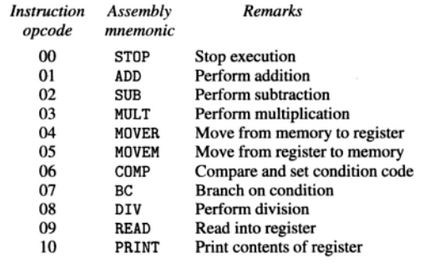 Instruction Assembly Remarks
opcode mnemonic
00 STOP Stop execution
01 ADD Perform addition
02 SUB Perform subtraction
03 MULT Perform multiplication
04 MOVER Move from memory to register
05 MOVEM Move from register to memory
06 COMP Compare and set condition code
07 BC Branch on condition
08 DIV Perform division
09 READ Read into register
10 PRINT Print contents of register